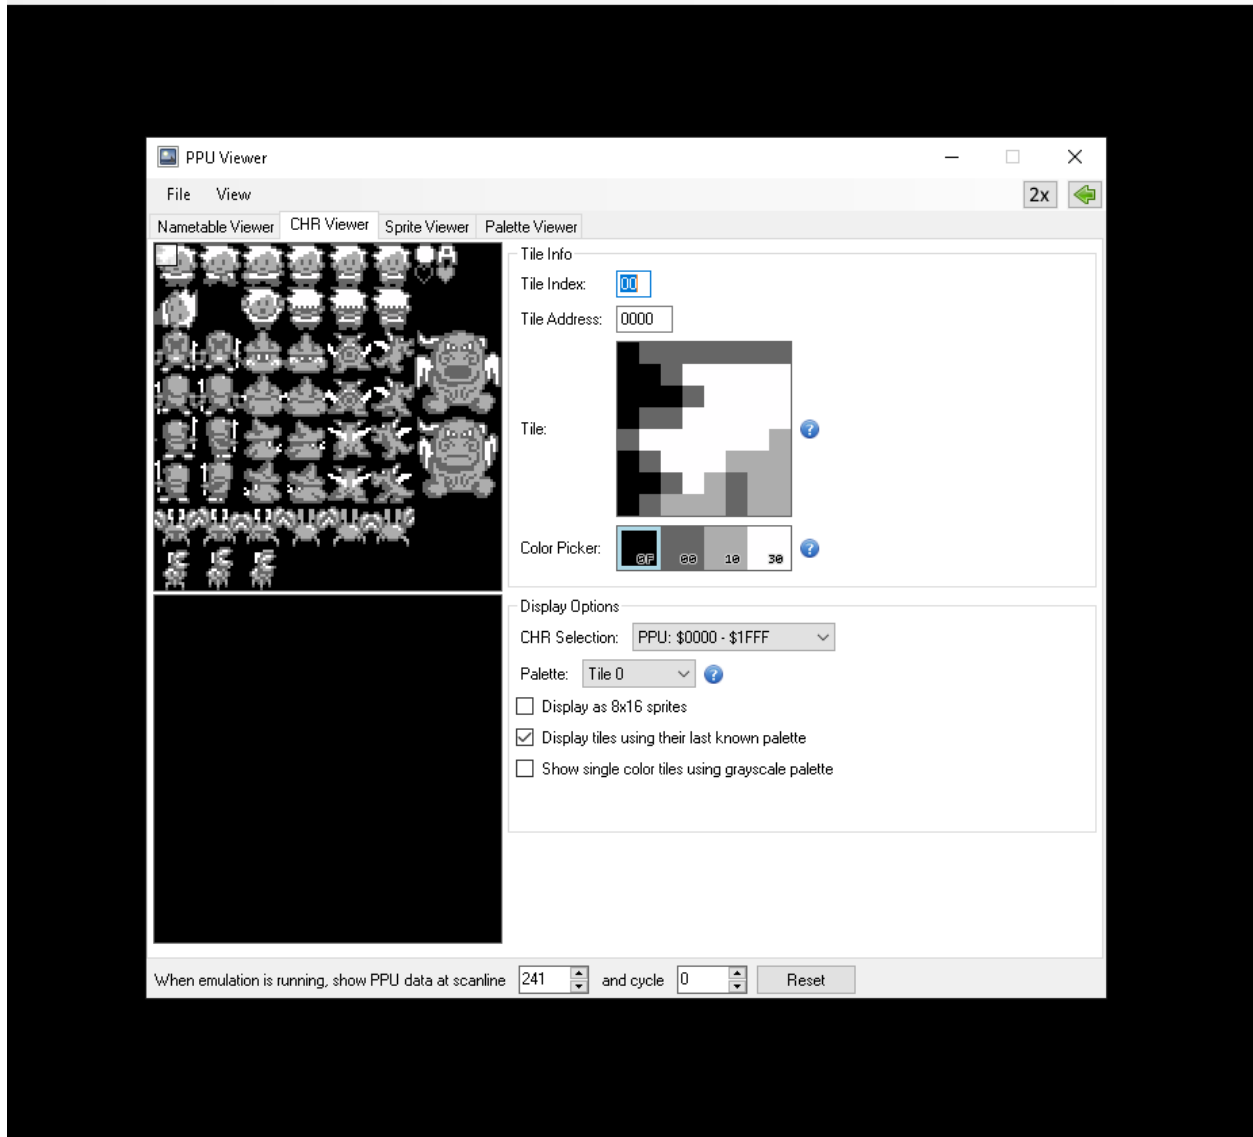 PPU Viewer
File View 2x
Nametable Viewer CHR Viewer Sprite Viewer Palette Viewer
A
Tile Info
Tile Index: 00
Tile Address: 0000
Tile: ?
Color Picker: 0F 00 10 30 ?
Display Options
CHR Selection: PPU: $0000 - $1FFF
Palette: Tile 0 ?
Display as 8x16 sprites
Display tiles using their last known palette
Show single color tiles using grayscale palette
When emulation is running, show PPU data at scanline 241 and cycle 0 Reset